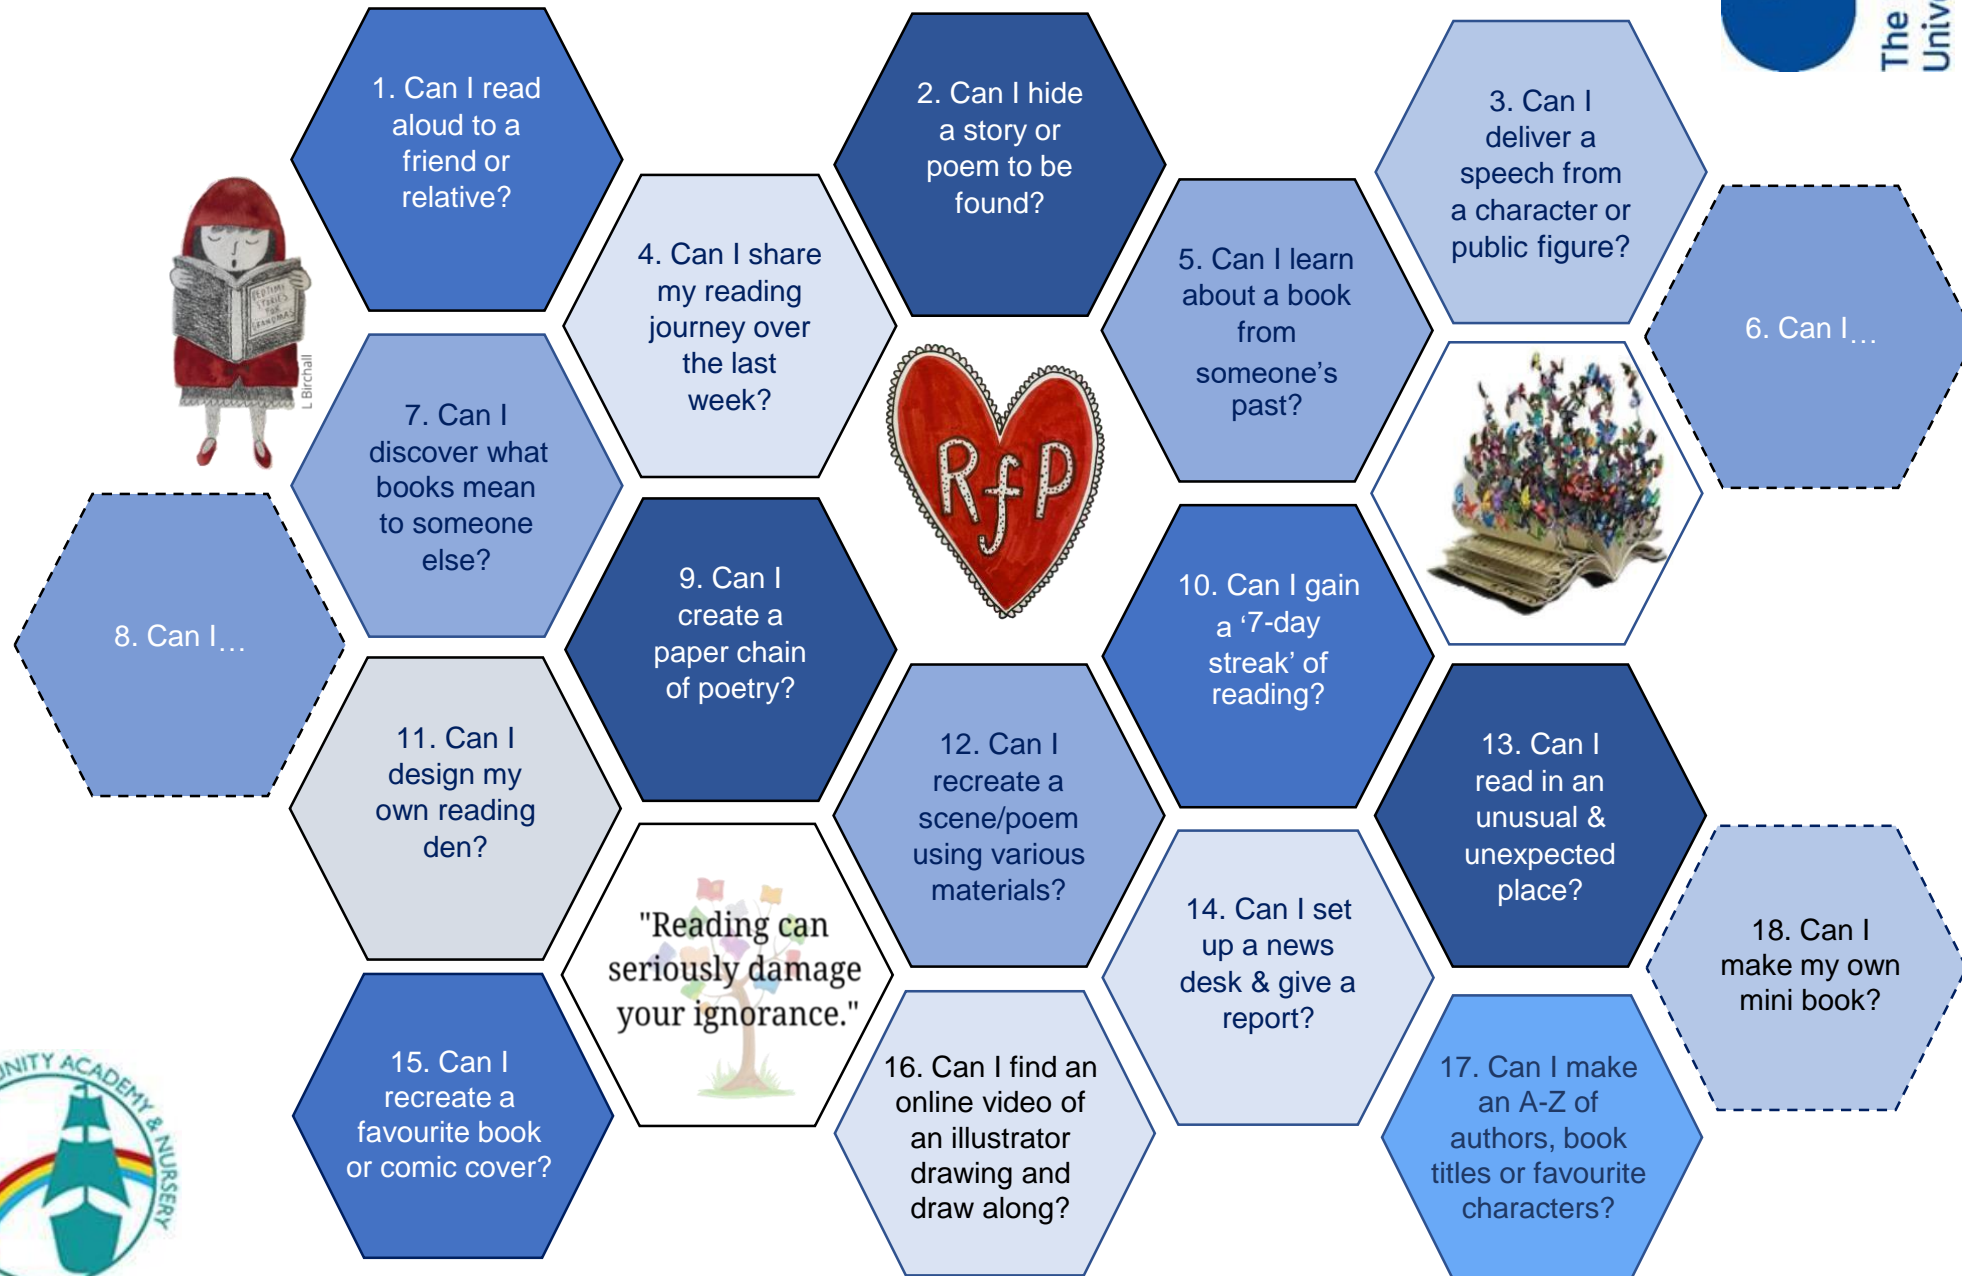 The
Unive
1. Can I read
aloud to a
friend or
relative?
2. Can I hide
a story or
poem to be
found?
3. Can I
deliver a
speech from
a character or
public figure?
4. Can I share
my reading
journey over
the last
week?
5. Can I learn
about a book
from
someone’s
past?
6. Can I…
BEDTIME
STORIES
FOR
GRANDMAS
L Birchall
7. Can I
discover what
books mean
to someone
else?
RfP
8. Can I…
9. Can I
create a
paper chain
of poetry?
10. Can I gain
a ‘7-day
streak’ of
reading?
11. Can I
design my
own reading
den?
12. Can I
recreate a
scene/poem
using various
materials?
13. Can I
read in an
unusual &
unexpected
place?
"Reading can
seriously damage
your ignorance."
14. Can I set
up a news
desk & give a
report?
15. Can I
recreate a
favourite book
or comic cover?
16. Can I find an
online video of
an illustrator
drawing and
draw along?
17. Can I make
an A-Z of
authors, book
titles or favourite
characters?
18. Can I
make my own
mini book?
NITY ACADEMY & NURSERY